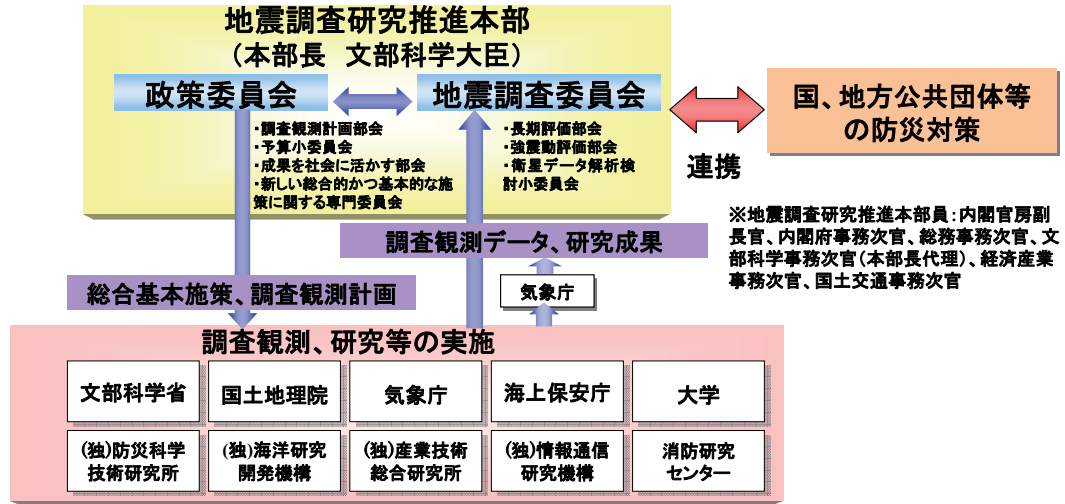 地震調査研究推進本部
（本部長　文部科学大臣）
政策委員会
・調査観測計画部会
・予算小委員会
・成果を社会に活かす部会
・新しい総合的かつ基本的な施
策に関する専門委員会
地震調査委員会
・長期評価部会
・強震動評価部会
・衛星データ解析検
討小委員会
連携
国、地方公共団体等
の防災対策
※地震調査研究推進本部員：内閣官房副
長官、内閣府事務次官、総務事務次官、文
部科学事務次官（本部長代理）、経済産業
事務次官、国土交通事務次官
調査観測データ、研究成果
総合基本施策、調査観測計画
気象庁
調査観測、研究等の実施
文部科学省
国土地理院
気象庁
海上保安庁
大学
(独)防災科学
技術研究所
(独)海洋研究
開発機構
(独)産業技術
総合研究所
(独)情報通信
研究機構
消防研究
センター